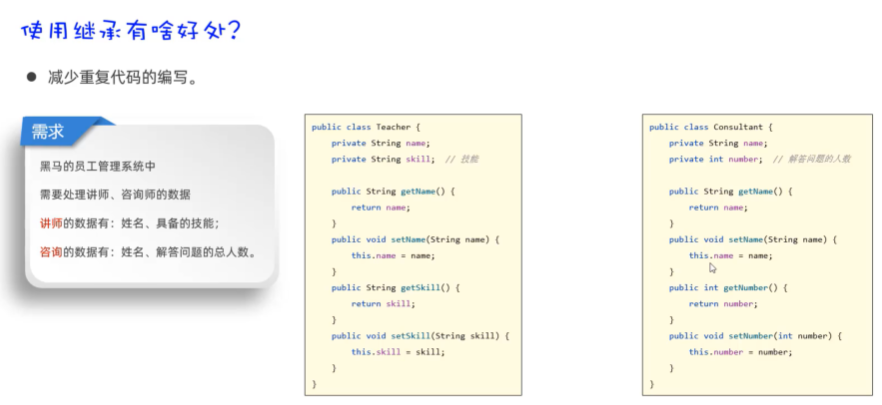 使用继承有啥好处?
● 减少重复代码的编写。
需求
黑马的员工管理系统中
需要处理讲师、咨询师的数据
讲师的数据有：姓名、具备的技能；
咨询的数据有：姓名、解答问题的总人数。
public class Teacher {
private String name;
private String skill; // 技能
public String getName() {
return name;
}
public void setName(String name) {
this.name = name;
}
public String getSkill() {
return skill;
}
public void setSkill(String skill) {
this.skill = skill;
}
}
public class Consultant {
private String name;
private int number; // 解答问题的人数
public String getName() {
return name;
}
public void setName(String name) {
this.name = name;
}
public int getNumber() {
return number;
}
public void setNumber(int number) {
this.number = number;
}
}